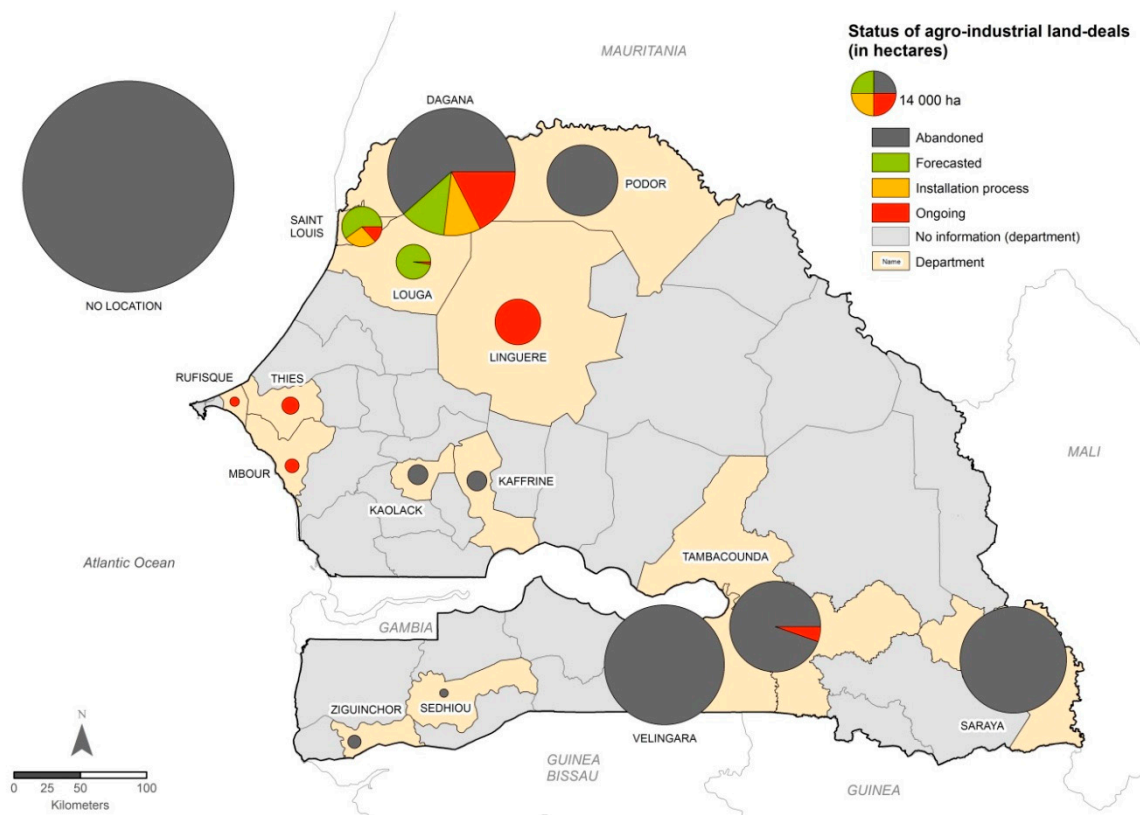 Status of agro-industrial land-deals
(in hectares)
14 000 ha
Abandoned
Forecasted
Installation process
Ongoing
No information (department)
Name
Department
MAURITANIA
DAGANA
PODOR
SAINT
LOUIS
LOUGA
NO LOCATION
LINGUERE
RUFISQUE
THIES
MBOUR
KAOLACK
KAFFRINE
MALI
Atlantic Ocean
TAMBACOUNDA
GAMBIA
ZIGUINCHOR
SEDHIOU
VELINGARA
SARAYA
GUINEA
BISSAU
GUINEA
N
0 25 50 100
Kilometers